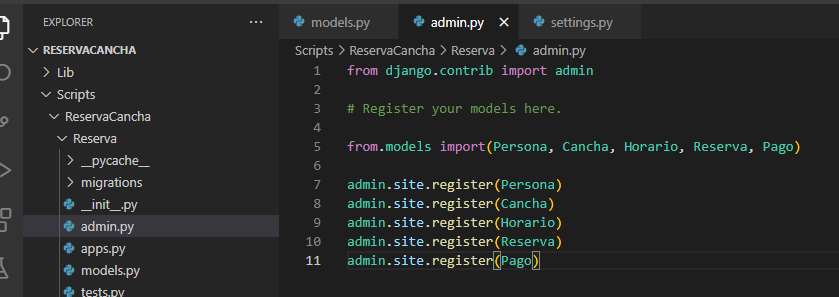 EXPLORER
RESERVACANCHA
Lib
Scripts
ReservaCancha
Reserva
__pycache__
migrations
__init__.py
admin.py
apps.py
models.py
tests.py
models.py
admin.py
settings.py
Scripts > ReservaCancha > Reserva > admin.py
1 from django.contrib import admin
2
3 # Register your models here.
4
5 from.models import(Persona, Cancha, Horario, Reserva, Pago)
6
7 admin.site.register(Persona)
8 admin.site.register(Cancha)
9 admin.site.register(Horario)
10 admin.site.register(Reserva)
11 admin.site.register(Pago)